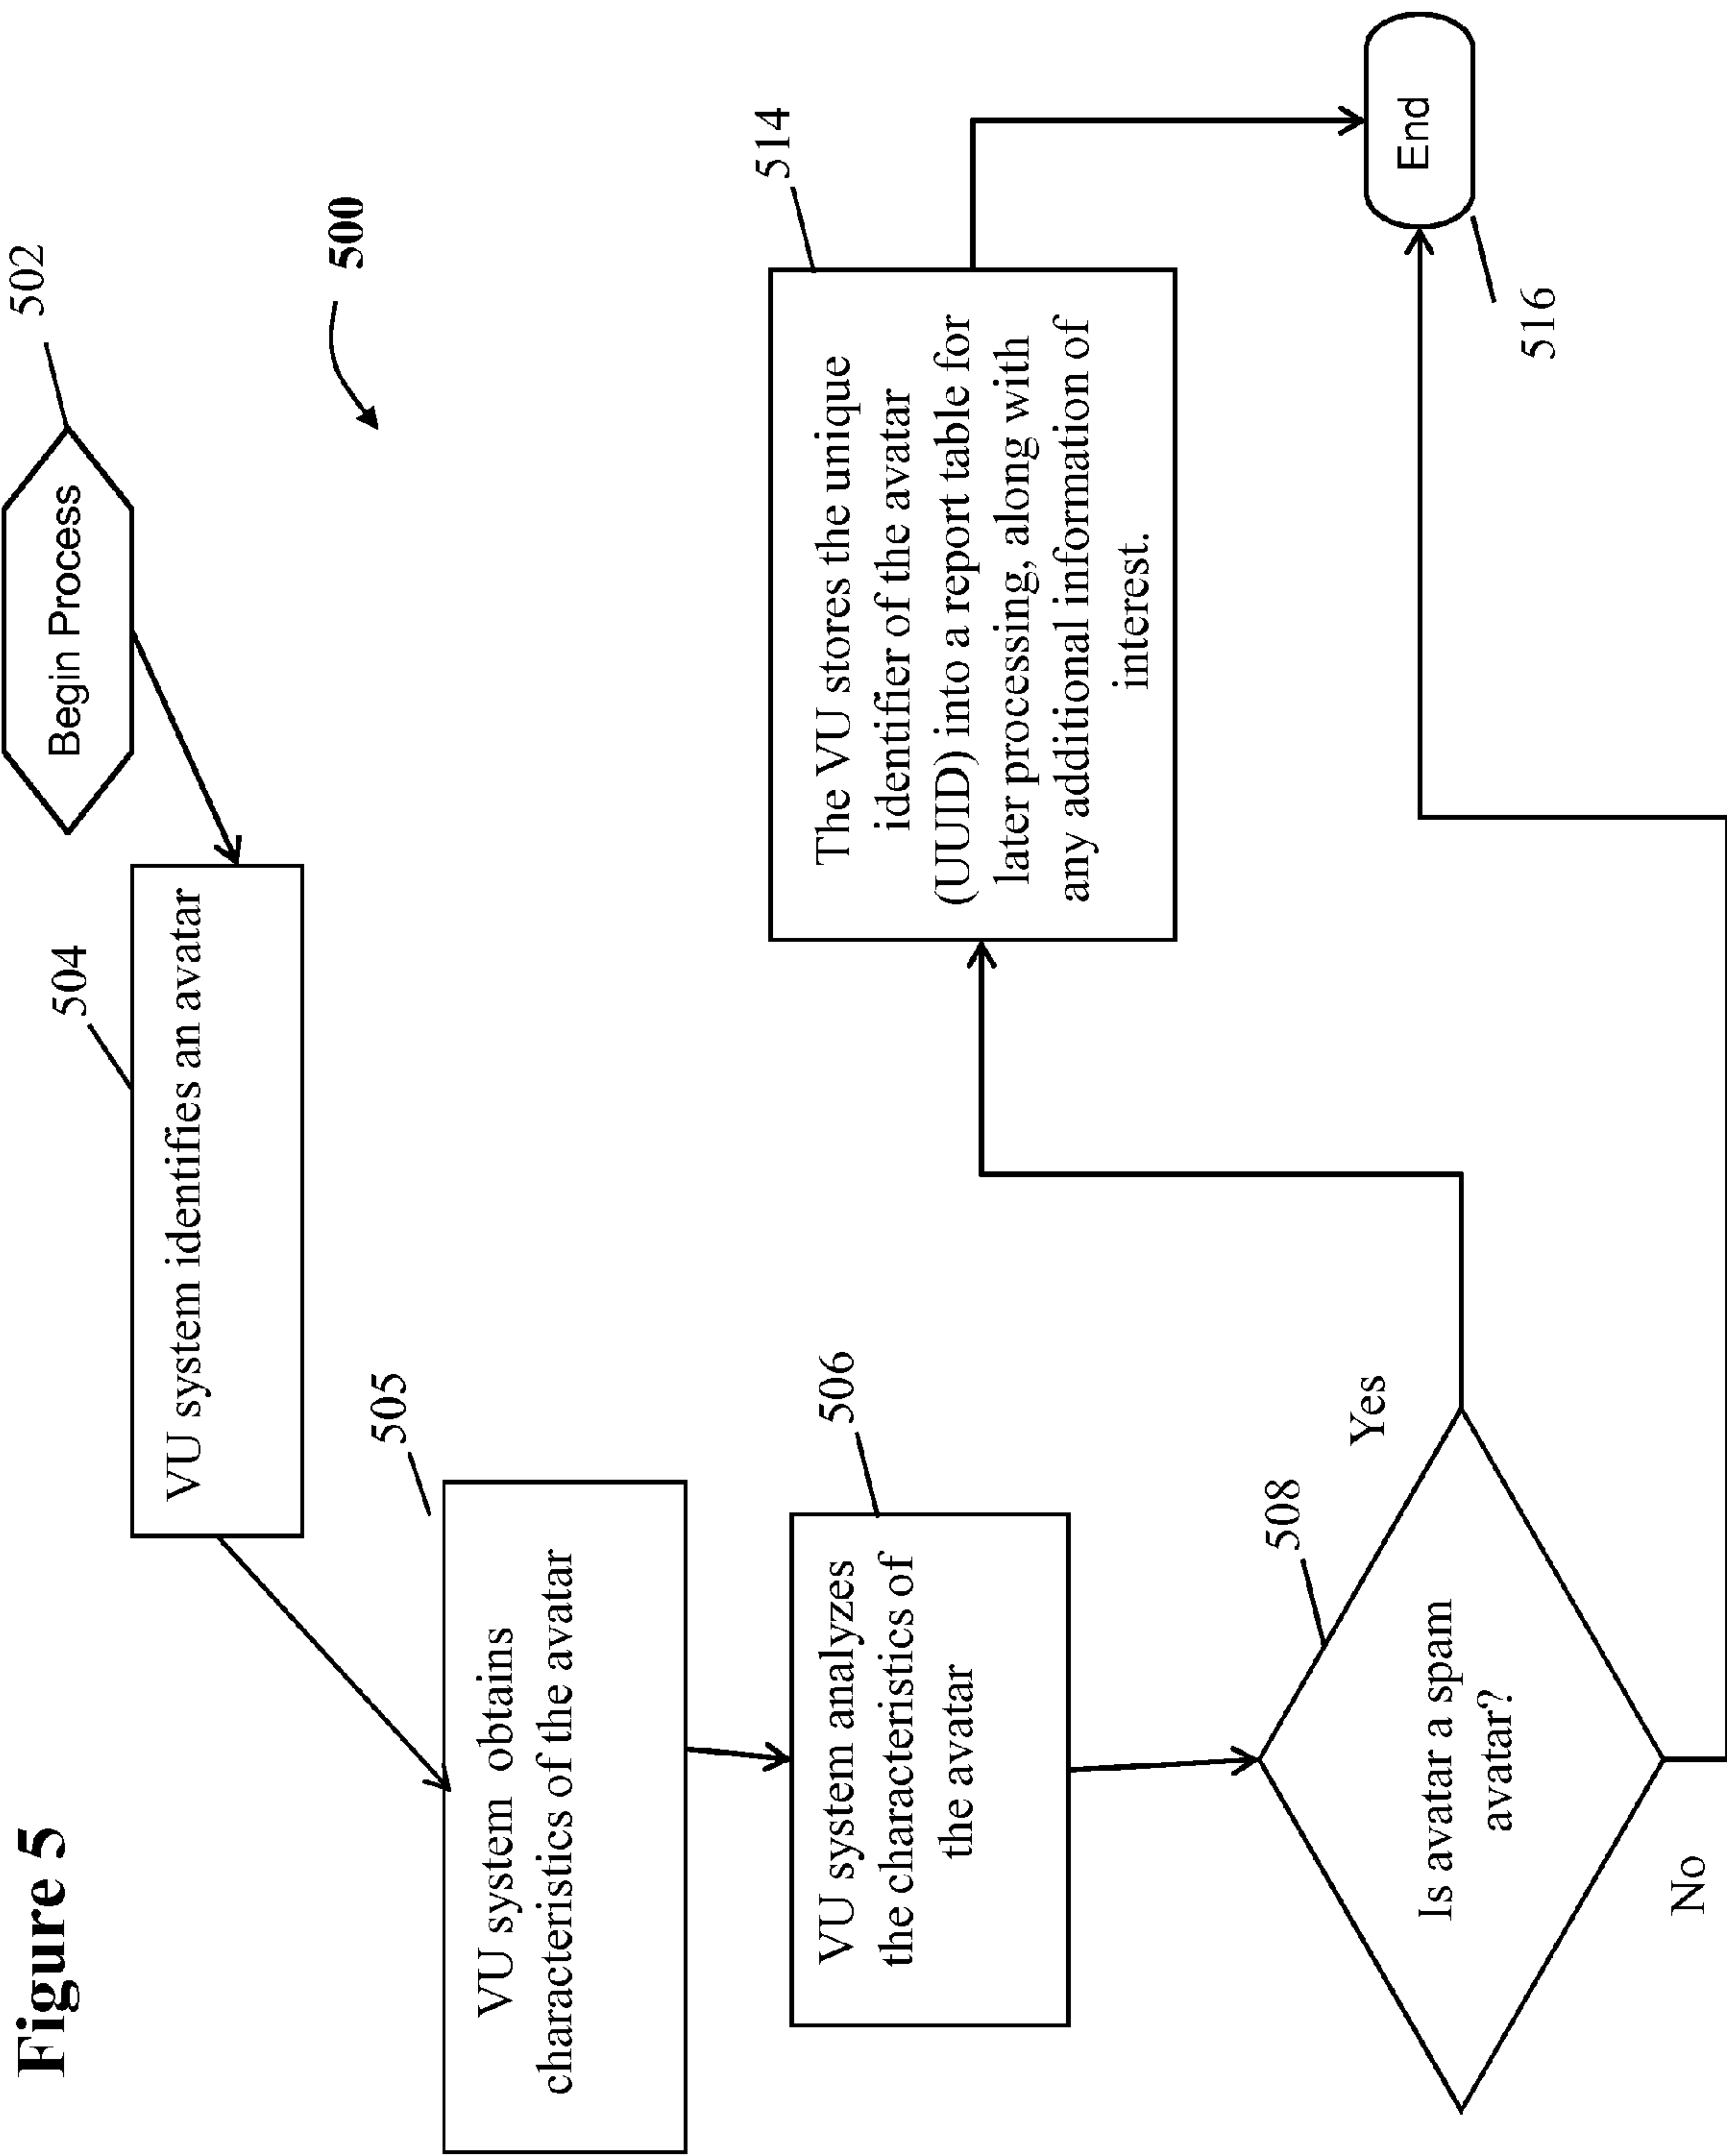 Figure 5
502
Begin Process
500
504
VU system identifies an avatar
505
VU system obtains
characteristics of the avatar
506
VU system analyzes
the characteristics of
the avatar
508
Is avatar a spam
avatar?
Yes
No
514
The VU stores the unique
identifier of the avatar
(UUID) into a report table for
later processing, along with
any additional information of
interest.
End
516